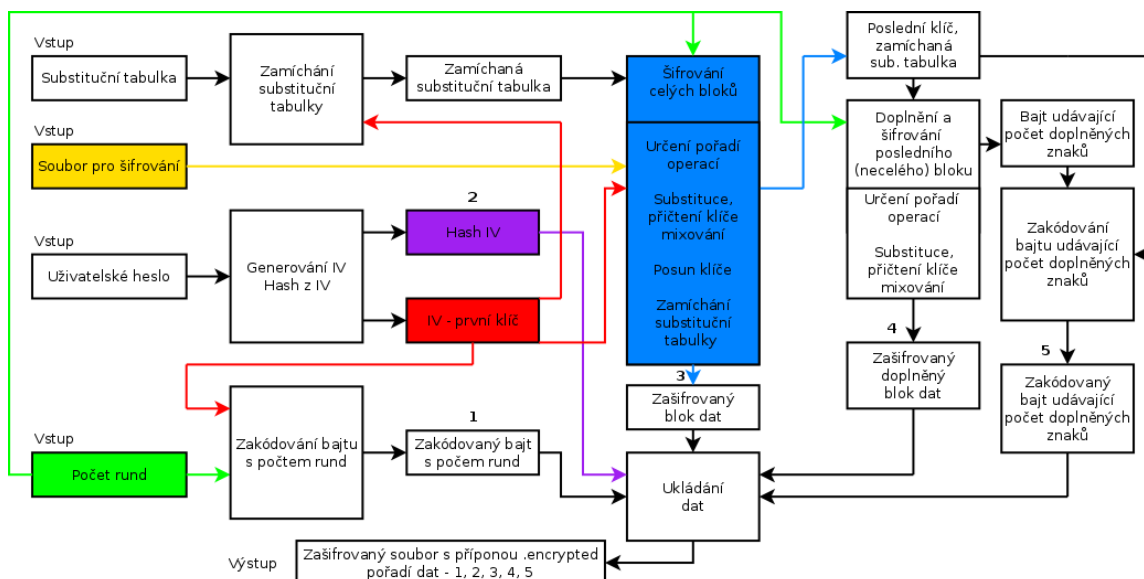 Vstup
Substituční tabulka
Zamíchání
substituční
tabulky
Zamíchaná
substituční tabulka
Šifrování
celých bloků
Určení pořadí
operací
Substituce,
přičtení klíče
mixování
Posun klíče
Zamíchání
substituční
tabulky
Poslední klíč,
zamíchaná
sub. tabulka
Doplnění a
šifrování
posledního
(necelého) bloku
Určení pořadí
operací
Substituce,
přičtení klíče
mixování
Bajt udávající
počet doplněných
znaků
Zakódování
bajtu udávající
počet doplněných
znaků
Vstup
Soubor pro šifrování
Vstup
Uživatelské heslo
Generování IV
Hash z IV
2
Hash IV
IV - první klíč
3
Zašifrovaný
blok dat
4
Zašifrovaný
doplněný
blok dat
5
Zakódovaný
bajt udávající
počet doplněných
znaků
Vstup
Počet rund
Zakódování bajtu
s počtem rund
1
Zakódovaný bajt
s počem rund
Ukládání
dat
Výstup
Zašifrovaný soubor s příponou .encrypted
pořadí dat - 1, 2, 3, 4, 5